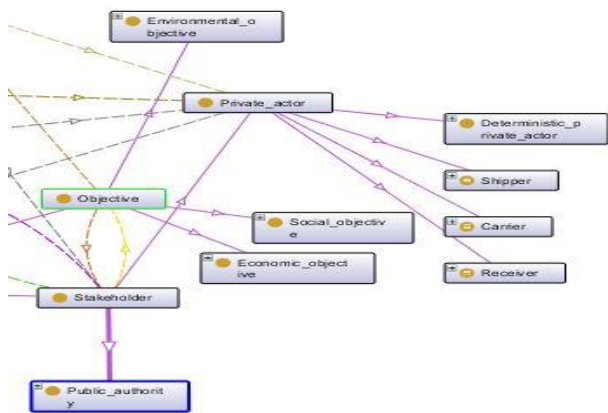 Environmental_o
bjective
Private_actor
Deterministic_p
rivate_actor
Shipper
Objective
Social_objectiv
e
Carrier
Economic_object
ive
Receiver
Stakeholder
Public_authorit
y